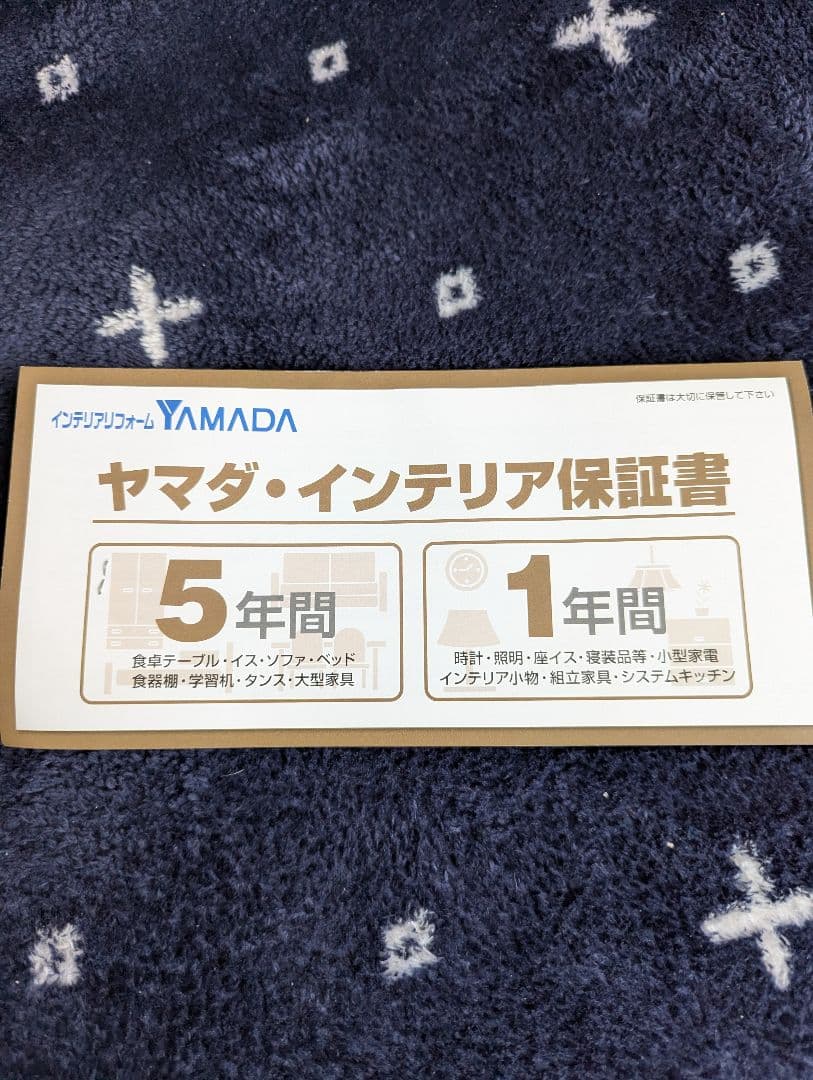 インテリアリフォーム YAMADA
保証書は大切に保管して下さい
ヤマダ・インテリア保証書
5年間
食卓テーブル・イス・ソファ・ベッド
食器棚・学習机・タンス・大型家具
1年間
時計・照明・座イス・寝装品等・小型家電
インテリア小物・組立家具・システムキッチン